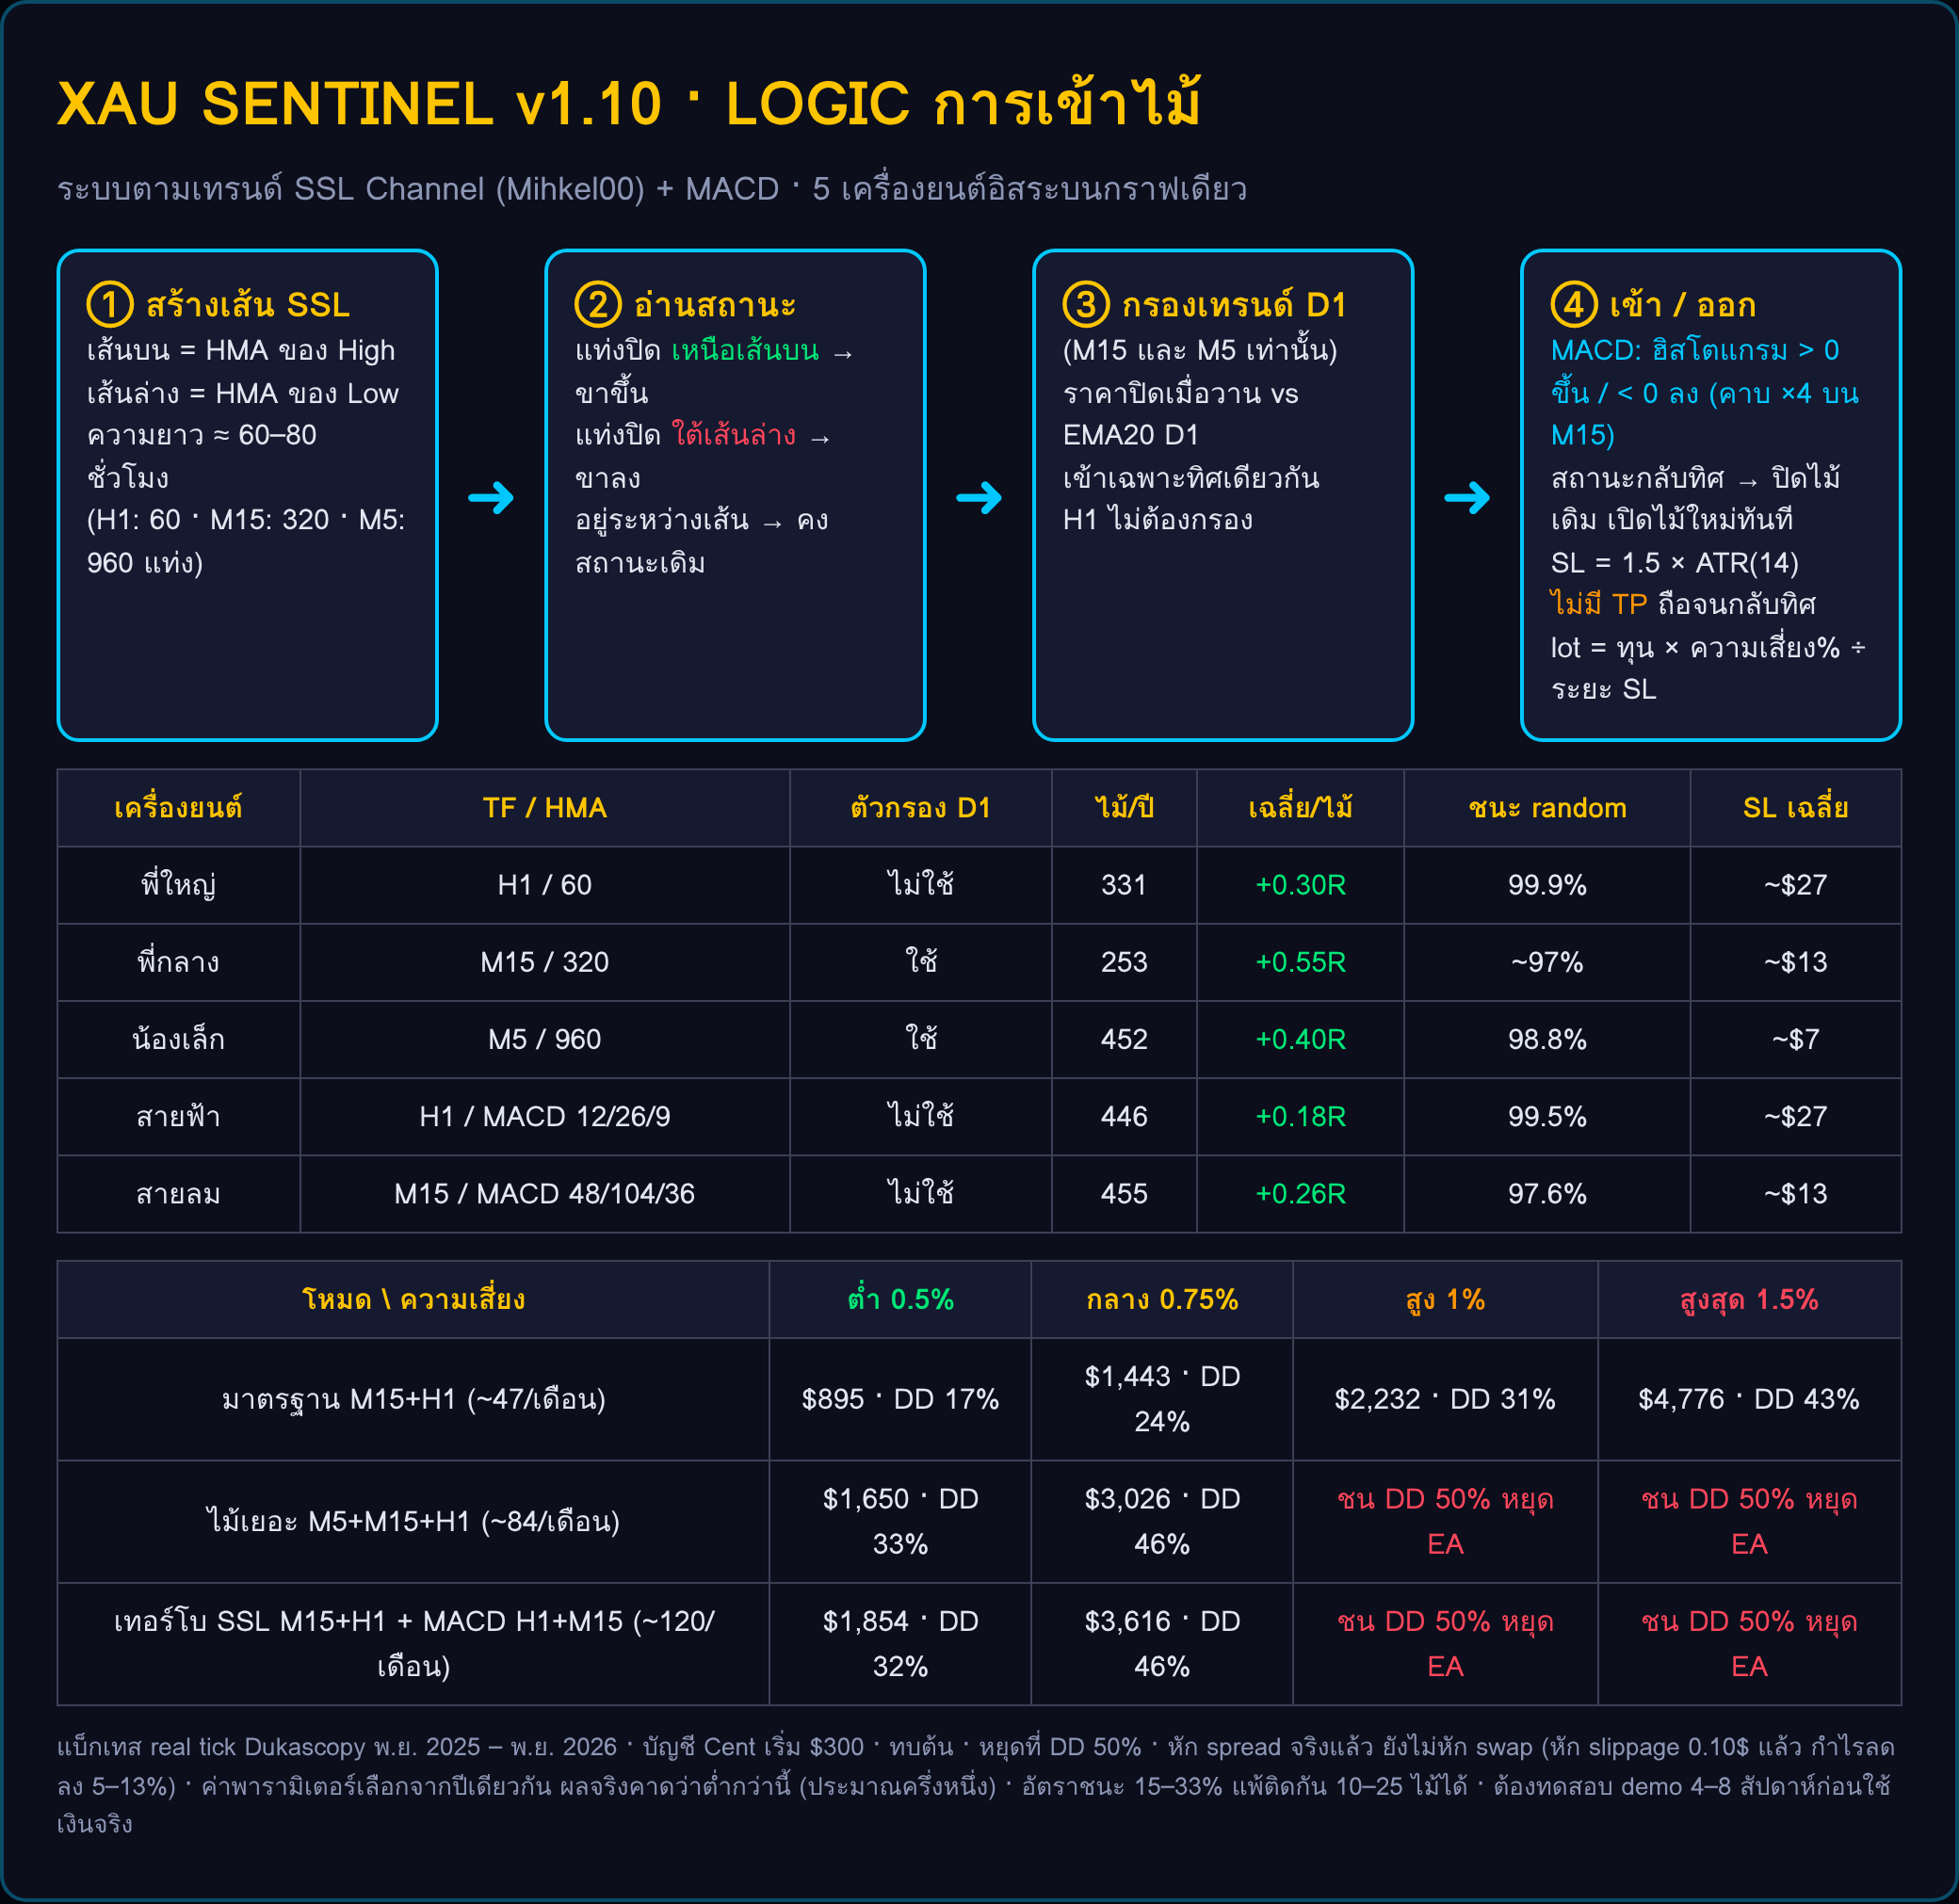 XAU SENTINEL v1.10 · LOGIC การเข้าไม้
ระบบตามเทรนด์ SSL Channel (Mihkel00) + MACD · 5 เครื่องยนต์อิสระบนกราฟเดียว
① สร้างเส้น SSL
เส้นบน = HMA ของ High
เส้นล่าง = HMA ของ Low
ความยาว ≈ 60–80
ชั่วโมง
(H1: 60 · M15: 320 · M5:
960 แท่ง)
➜
② อ่านสถานะ
แท่งปิด เหนือเส้นบน →
ขาขึ้น
แท่งปิด ใต้เส้นล่าง →
ขาลง
อยู่ระหว่างเส้น → คง
สถานะเดิม
➜
③ กรองเทรนด์ D1
(M15 และ M5 เท่านั้น)
ราคาปิดเมื่อวาน vs
EMA20 D1
เข้าเฉพาะทิศเดียวกัน
H1 ไม่ต้องกรอง
➜
④ เข้า / ออก
MACD: ฮิสโตแกรม > 0
ขึ้น / < 0 ลง (คาบ ×4 บน
M15)
สถานะกลับทิศ → ปิดไม้
เดิม เปิดไม้ใหม่ทันที
SL = 1.5 × ATR(14)
ไม่มี TP ถือจนกลับทิศ
lot = ทุน × ความเสี่ยง% ÷
ระยะ SL
เครื่องยนต์ TF / HMA ตัวกรอง D1 ไม้/ปี เฉลี่ย/ไม้ ชนะ random SL เฉลี่ย
พี่ใหญ่ H1 / 60 ไม่ใช้ 331 +0.30R 99.9% ~$27
พี่กลาง M15 / 320 ใช้ 253 +0.55R ~97% ~$13
น้องเล็ก M5 / 960 ใช้ 452 +0.40R 98.8% ~$7
สายฟ้า H1 / MACD 12/26/9 ไม่ใช้ 446 +0.18R 99.5% ~$27
สายลม M15 / MACD 48/104/36 ไม่ใช้ 455 +0.26R 97.6% ~$13
โหมด \ ความเสี่ยง ต่ำ 0.5% กลาง 0.75% สูง 1% สูงสุด 1.5%
มาตรฐาน M15+H1 (~47/เดือน)
$895 · DD 17%
$1,443 · DD
24%
$2,232 · DD 31%
$4,776 · DD 43%
ไม้เยอะ M5+M15+H1 (~84/เดือน)
$1,650 · DD
33%
$3,026 · DD
46%
ชน DD 50% หยุด
EA
ชน DD 50% หยุด
EA
เทอร์โบ SSL M15+H1 + MACD H1+M15 (~120/
เดือน)
$1,854 · DD
32%
$3,616 · DD
46%
ชน DD 50% หยุด
EA
ชน DD 50% หยุด
EA
แบ็กเทส real tick Dukascopy พ.ย. 2025 – พ.ย. 2026 · บัญชี Cent เริ่ม $300 · ทบต้น · หยุดที่ DD 50% · หัก spread จริงแล้ว ยังไม่หัก swap (หัก slippage 0.10$ แล้ว กำไรลด
ลง 5–13%) · ค่าพารามิเตอร์เลือกจากปีเดียวกัน ผลจริงคาดว่าต่ำกว่านี้ (ประมาณครึ่งหนึ่ง) · อัตราชนะ 15–33% แพ้ติดกัน 10–25 ไม้ได้ · ต้องทดสอบ demo 4–8 สัปดาห์ก่อนใช้
เงินจริง